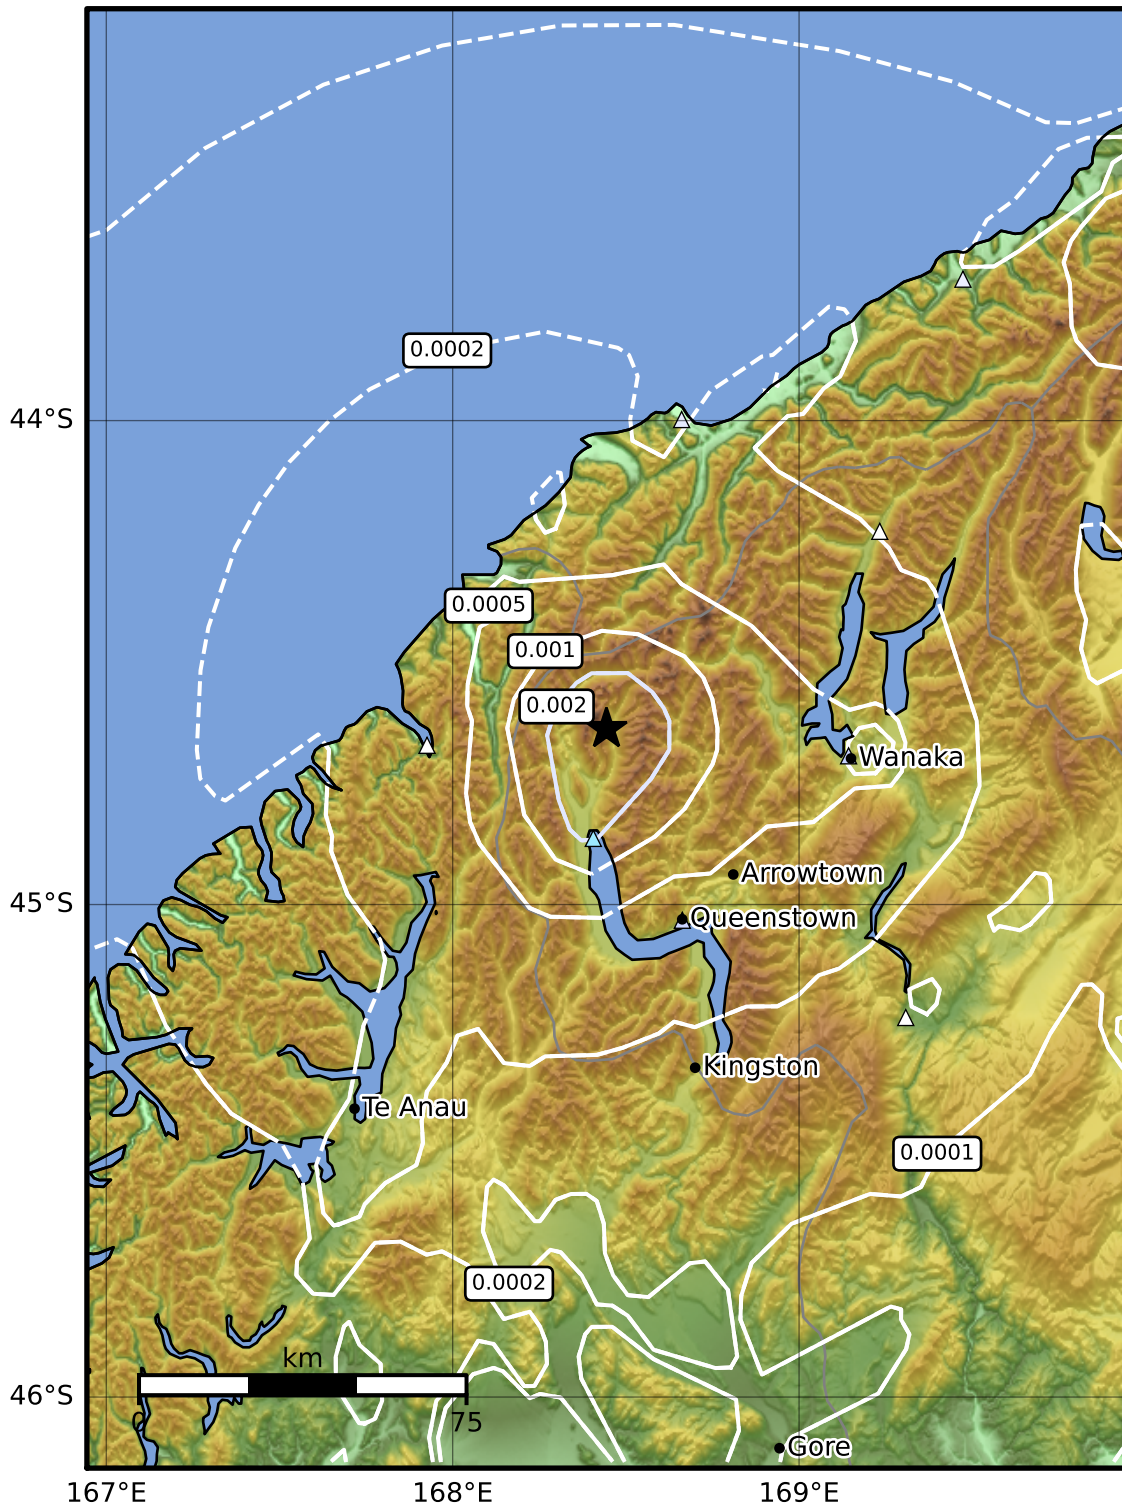 0.0002
44°S
0.0005
0.001
0.002
Wanaka
Arrowtown
45°S
Queenstown
Kingston
Te Anau
0.0001
0.0002
km
46°S
0
75
Gore
167°E
168°E
169°E